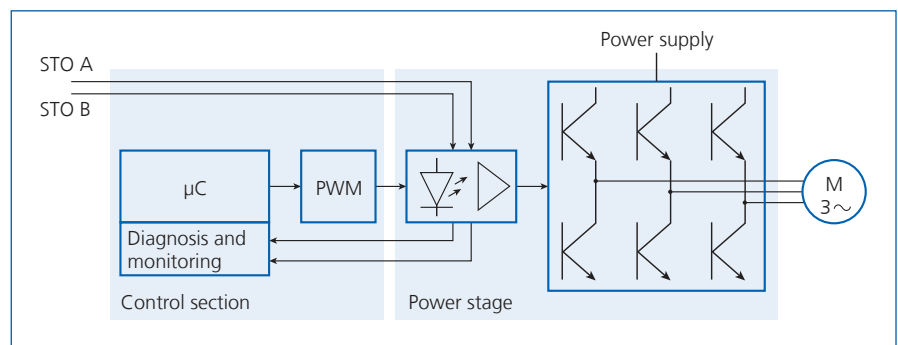 Power supply
STO A
STO B
µC
PWM
M
3∼
Diagnosis and
monitoring
Control section
Power stage